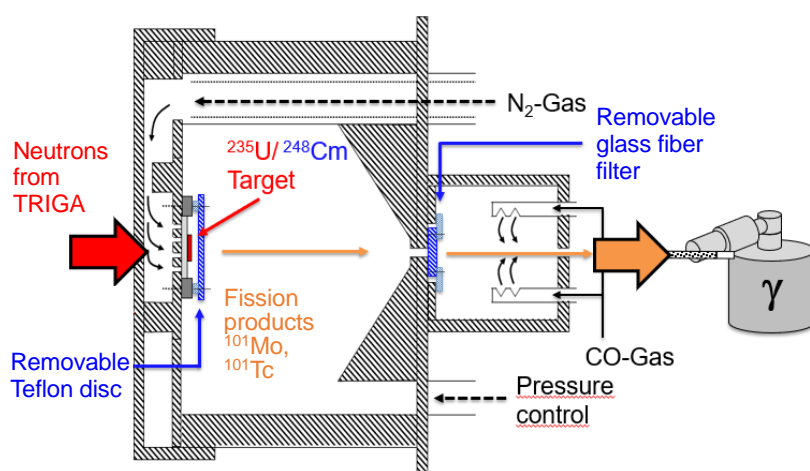 N₂-Gas
Removable
glass fiber
filter
Neutrons
from
TRIGA
²³⁵U/ ²⁴⁸Cm
Target
Fission
products
¹⁰¹Mo,
¹⁰¹Tc
Removable
Teflon disc
γ
CO-Gas
Pressure
control